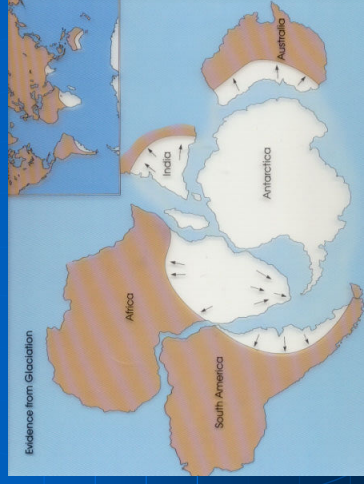 Evidence from Glaciation
Africa
South America
India
Antarctica
Australia